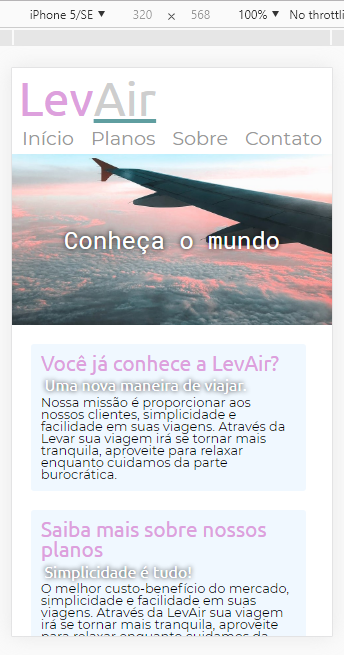 iPhone 5/SE ▼ 320 × 568 100% ▼ No throttli
LevAir
Início Planos Sobre Contato
Conheça o mundo
Você já conhece a LevAir?
Uma nova maneira de viajar.
Nossa missão é proporcionar aos
nossos clientes, simplicidade e
facilidade em suas viagens. Através da
Levar sua viagem irá se tornar mais
tranquila, aproveite para relaxar
enquanto cuidamos da parte
burocrática.
Saiba mais sobre nossos
planos
Simplicidade é tudo!
O melhor custo-benefício do mercado,
simplicidade e facilidade em suas
viagens. Através da LevAir sua viagem
irá se tornar mais tranquila, aproveite
para relaxar enquanto cuidamos da